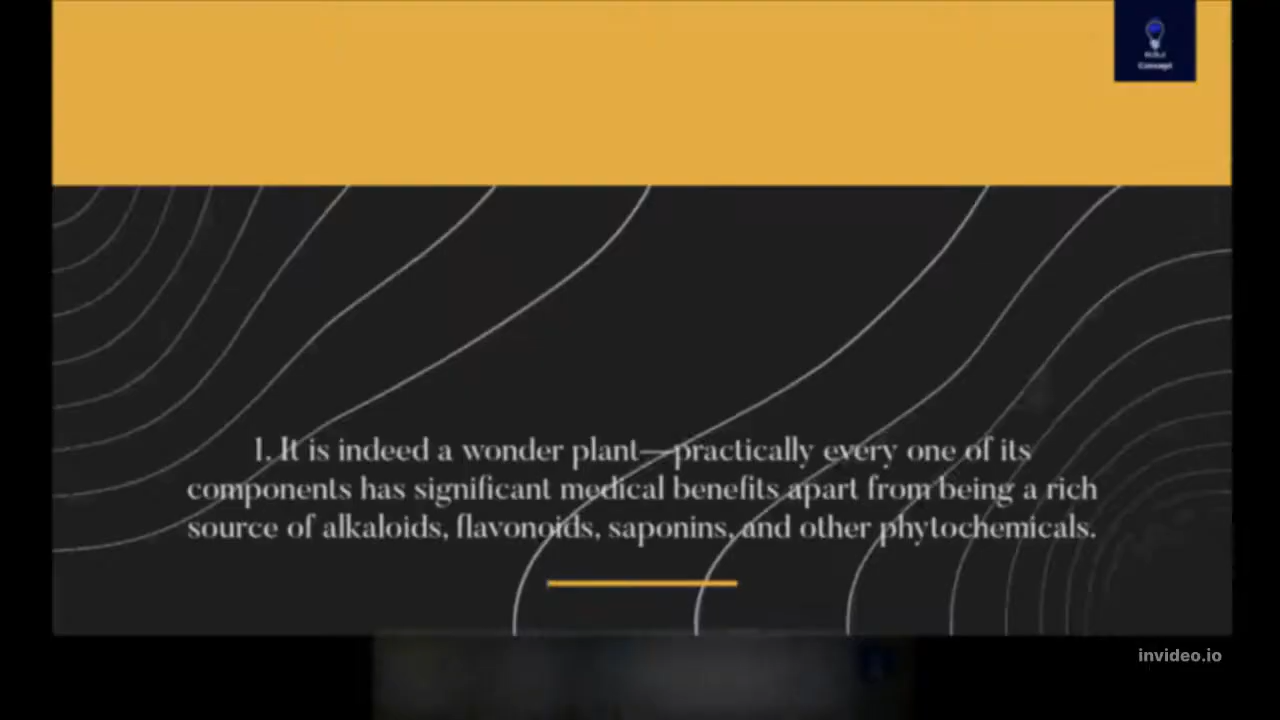 Concept
1. It is indeed a wonder plant—practically every one of its
components has significant medical benefits apart from being a rich
source of alkaloids, flavonoids, saponins, and other phytochemicals.
invideo.io